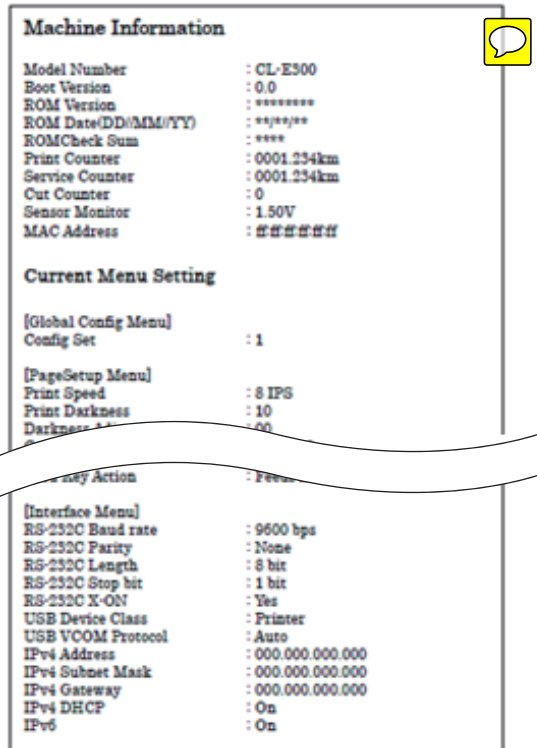 Machine Information
Model Number : CL-E300
Boot Version : 0.0
ROM Version : ********
ROM Date(DD//MM//YY) : **/**/**
ROMCheck Sum : ****
Print Counter : 0001.234km
Service Counter : 0001.234km
Cut Counter : 0
Sensor Monitor : 1.50V
MAC Address : ff:ff:ff:ff:ff:ff
Current Menu Setting
[Global Config Menu]
Config Set : 1
[PageSetup Menu]
Print Speed : 8 IPS
Print Darkness : 10
Darkness : 00
Key Action :
[Interface Menu]
RS-232C Baud rate : 9600 bps
RS-232C Parity : None
RS-232C Length : 8 bit
RS-232C Stop bit : 1 bit
RS-232C X-ON : Yes
USB Device Class : Printer
USB VCOM Protocol : Auto
IPv4 Address : 000.000.000.000
IPv4 Subnet Mask : 000.000.000.000
IPv4 Gateway : 000.000.000.000
IPv4 DHCP : On
IPv6 : On